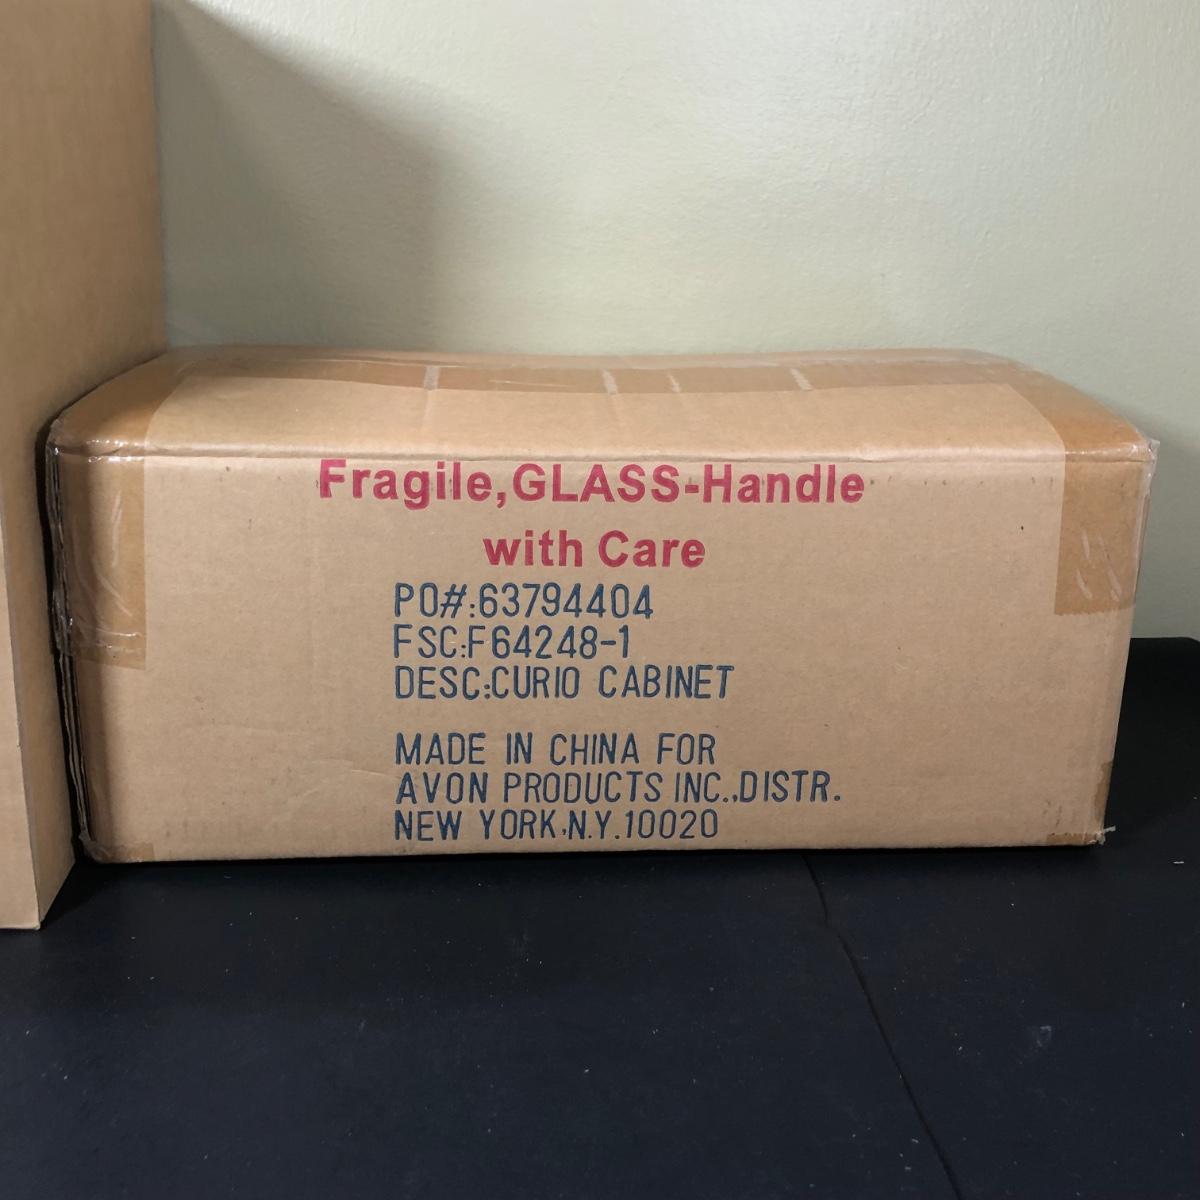 Fragile,GLASS-Handle
with Care
PO#:63794404
FSC:F64248-1
DESC:CURIO CABINET
MADE IN CHINA FOR
AVON PRODUCTS INC.,DISTR.
NEW YORK,N.Y.10020